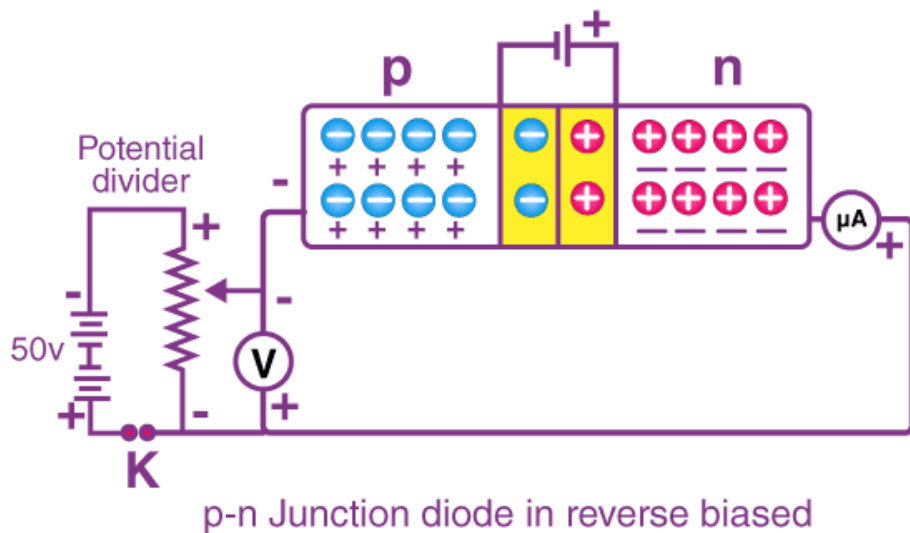 +
p
n
Potential
divider
- − − − − − +
+ + + + +
+ + + +
− − − − − +
+ + + + +
+ + + +
— — — —
— — — —
μA
+
+
-
-
50v
V
+
+
-
K
p-n Junction diode in reverse biased